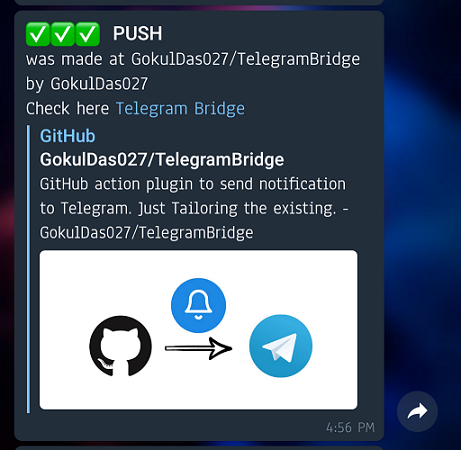 ✅✅✅ PUSH
was made at GokulDas027/TelegramBridge
by GokulDas027
Check here Telegram Bridge
GitHub
GokulDas027/TelegramBridge
GitHub action plugin to send notification
to Telegram. Just Tailoring the existing. -
GokulDas027/TelegramBridge
4:56 PM